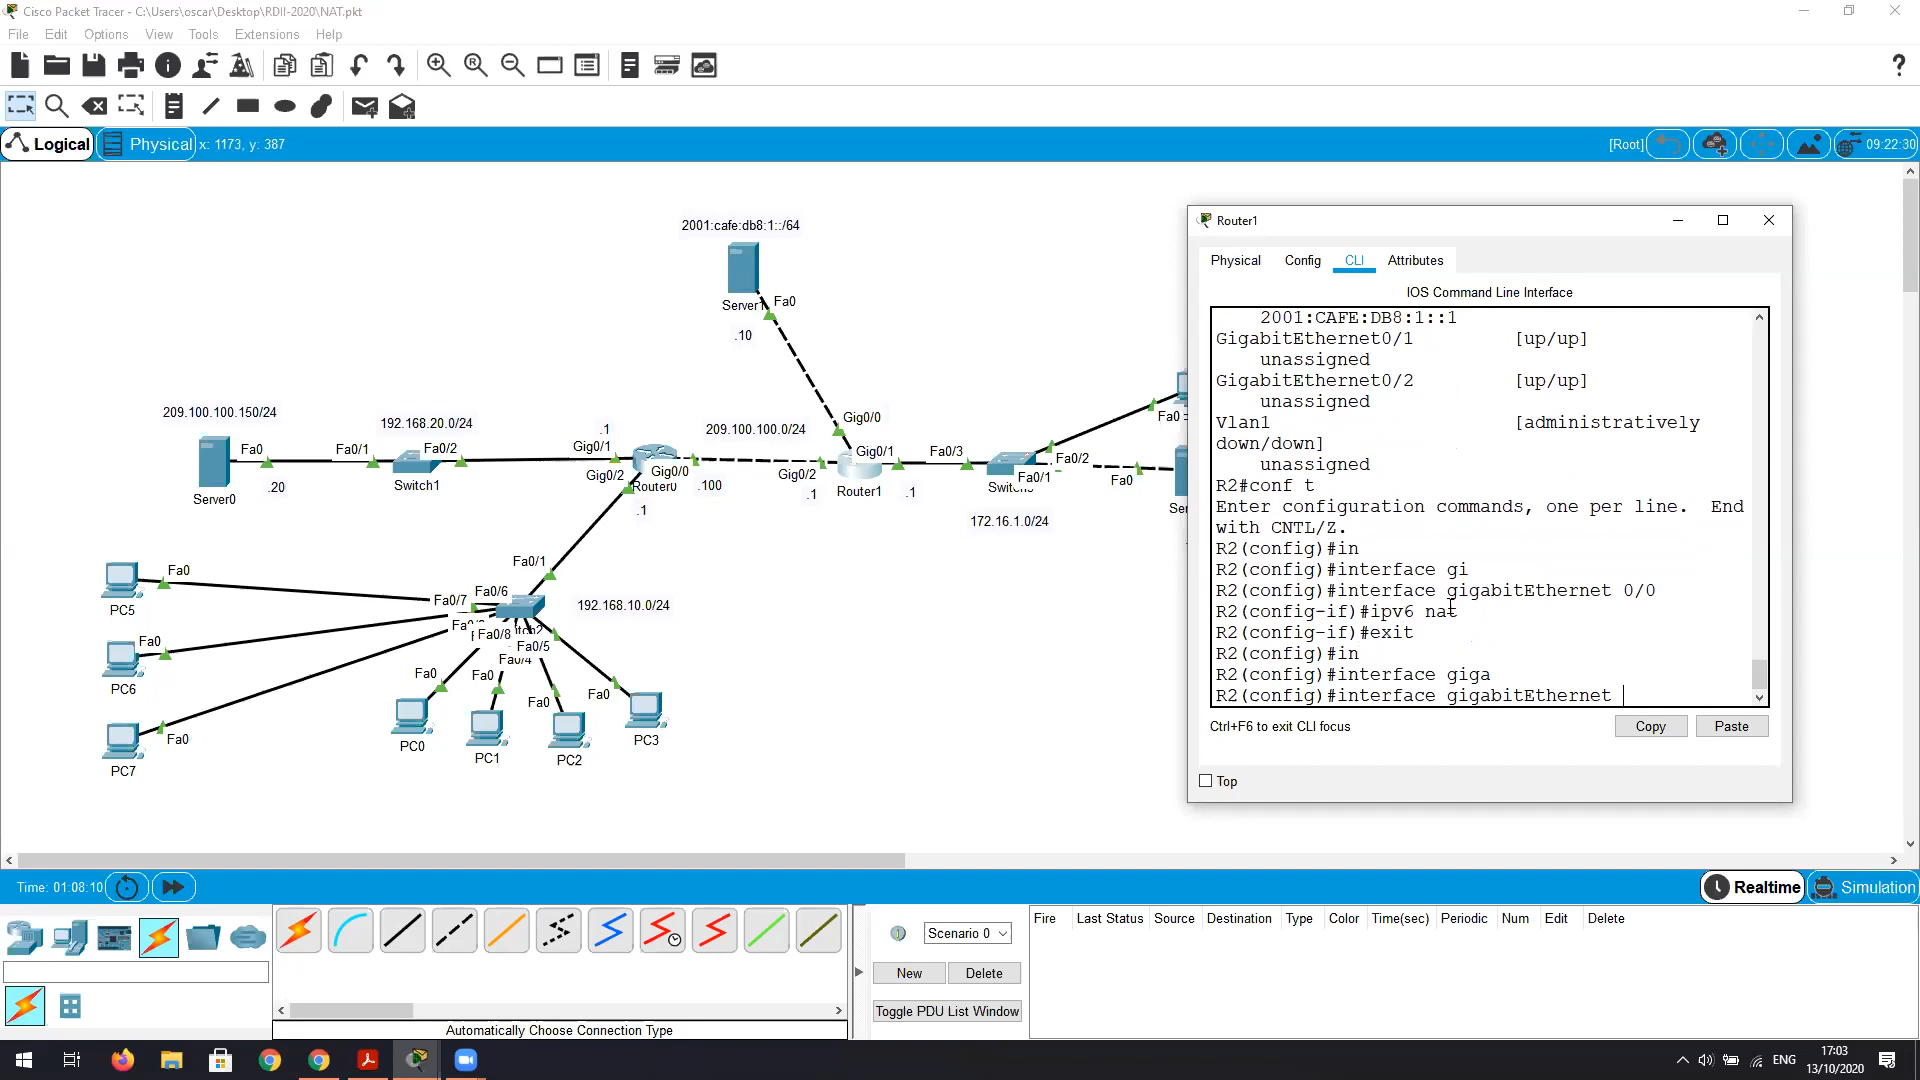 Cisco Packet Tracer - C:\Users\oscar\Desktop\RDII-2020\NAT.pkt
File Edit Options View Tools Extensions Help
Logical
Physical x: 1173, y: 387
[Root]
09:22:30
2001:cafe:db8:1::/64
Server1
Fa0
.10
209.100.100.150/24
192.168.20.0/24
.1
209.100.100.0/24
Gig0/0
Fa0
Fa0/1
Fa0/2
Gig0/1
Gig0/2
Gig0/0
Router0
.100
Gig0/2
.1
Gig0/1
Router1
.1
Fa0/3
Fa0/2
Fa0/1
Fa0
Fa0
Server0
.20
Switch1
.1
172.16.1.0/24
Fa0/1
192.168.10.0/24
Fa0/6
Fa0/7
Fa0/8
Fa0/5
Fa0/4
PC5
Fa0
PC6
Fa0
PC7
Fa0
Fa0
Fa0
Fa0
Fa0
PC0
PC1
PC2
PC3
Router1
Physical Config CLI Attributes
IOS Command Line Interface
2001:CAFE:DB8:1::1
GigabitEthernet0/1 [up/up]
unassigned
GigabitEthernet0/2 [up/up]
unassigned
Vlan1 [administratively
down/down]
unassigned
R2#conf t
Enter configuration commands, one per line. End
with CNTL/Z.
R2(config)#in
R2(config)#interface gi
R2(config)#interface gigabitEthernet 0/0
R2(config-if)#ipv6 nat
R2(config-if)#exit
R2(config)#in
R2(config)#interface giga
R2(config)#interface gigabitEthernet
Ctrl+F6 to exit CLI focus
Copy
Paste
Top
Time: 01:08:10
Realtime
Simulation
Scenario 0
New
Delete
Toggle PDU List Window
Fire Last Status Source Destination Type Color Time(sec) Periodic Num Edit Delete
Automatically Choose Connection Type
ENG
17:03
13/10/2020